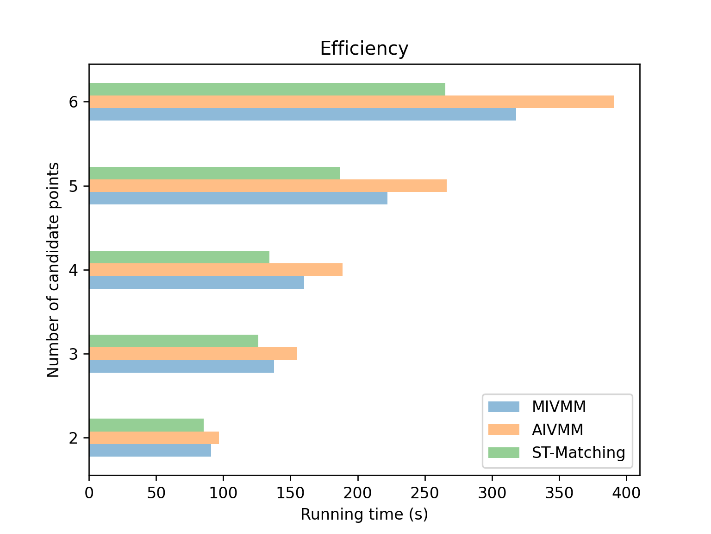 Efficiency
Number of candidate points
6
5
4
3
2
MIVMM
AIVMM
ST-Matching
0 50 100 150 200 250 300 350 400
Running time (s)